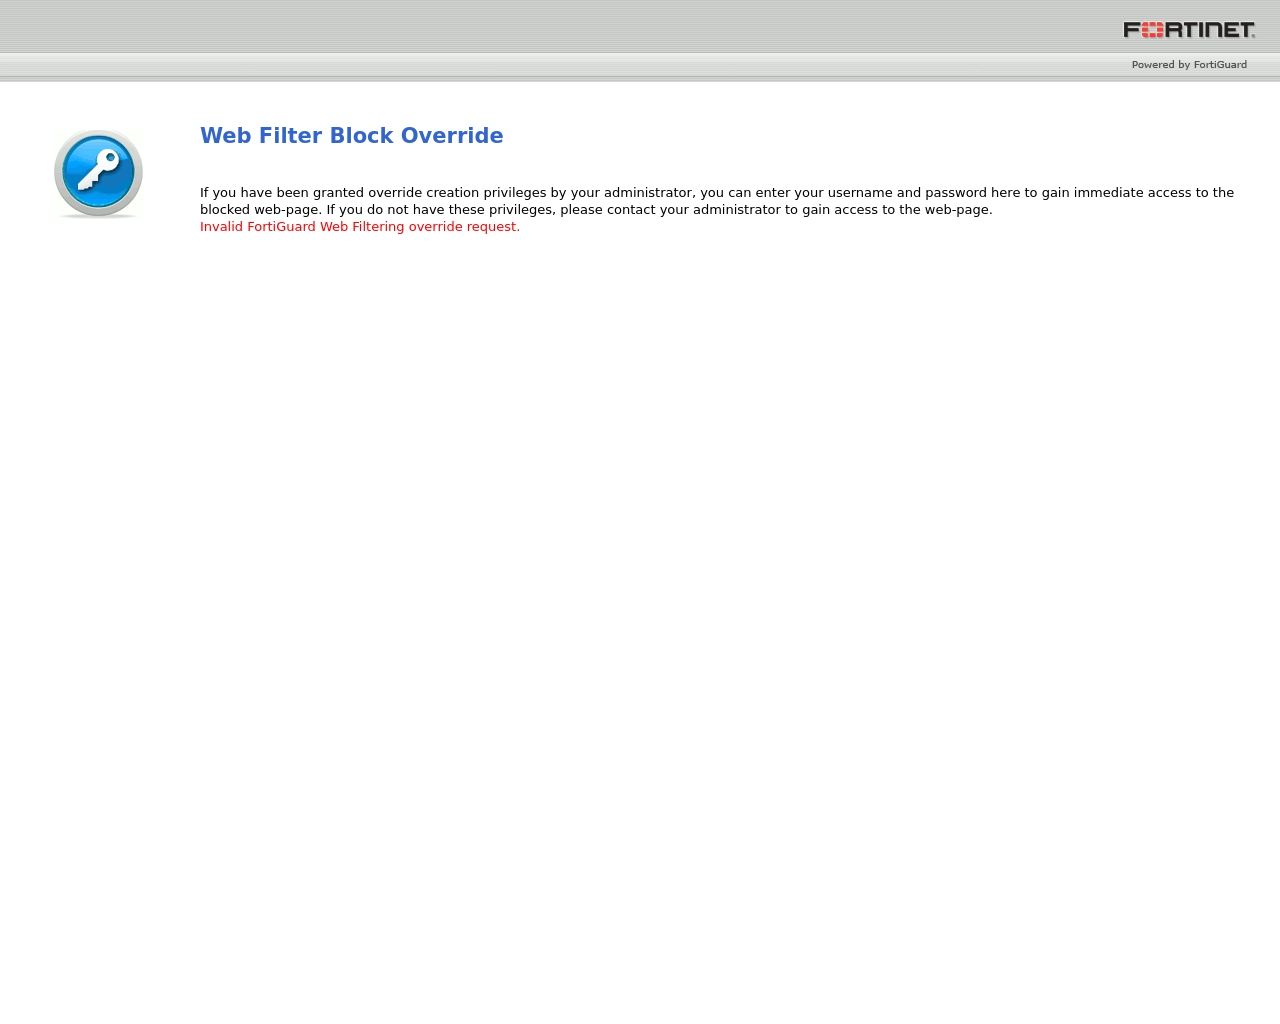 FORTINET
Powered by FortiGuard
Web Filter Block Override
If you have been granted override creation privileges by your administrator, you can enter your username and password here to gain immediate access to the
blocked web-page. If you do not have these privileges, please contact your administrator to gain access to the web-page.
Invalid FortiGuard Web Filtering override request.